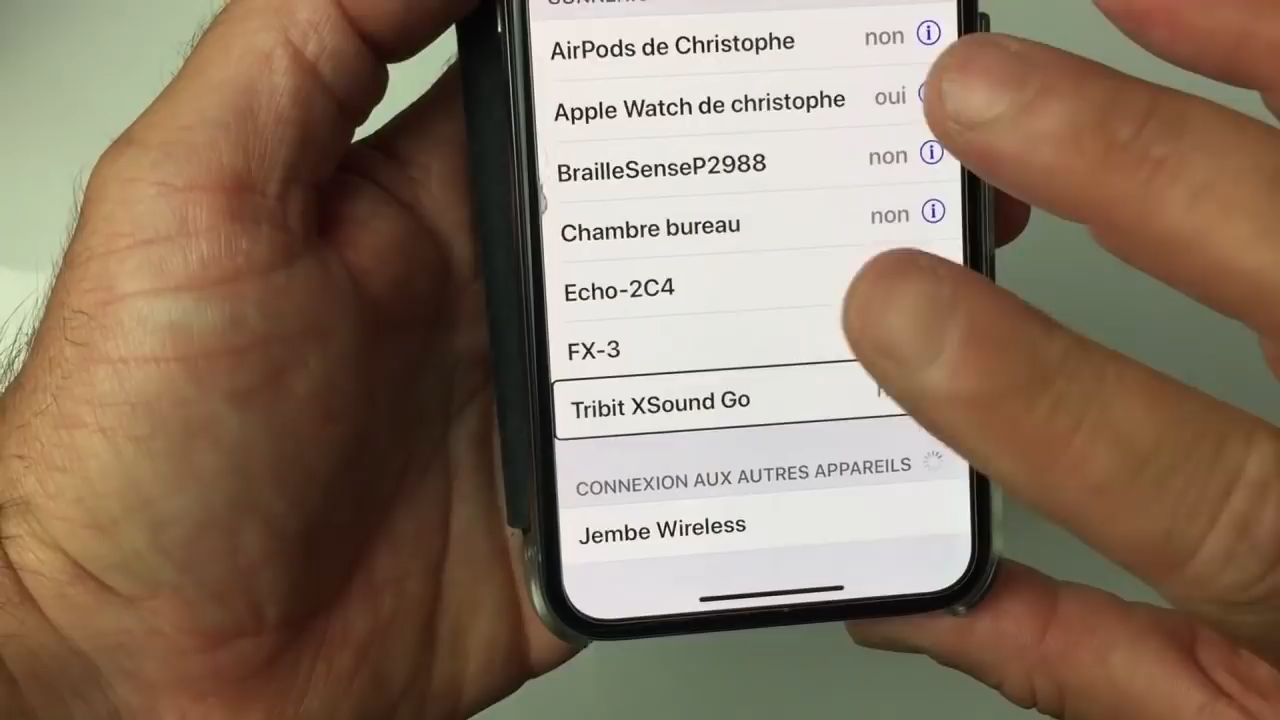 AirPods de Christophe non
Apple Watch de christophe oui
BrailleSenseP2988 non
Chambre bureau non
Echo-2C4
FX-3
Tribit XSound Go
CONNEXION AUX AUTRES APPAREILS
Jembe Wireless